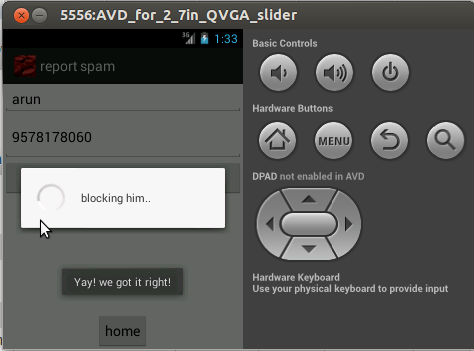 5556:AVD_for_2_7in_QVGA_slider
3G 1:33
report spam
arun
9578178060
blocking him..
Yay! we got it right!
home
Basic Controls
Hardware Buttons
MENU
DPAD not enabled in AVD
Hardware Keyboard
Use your physical keyboard to provide input